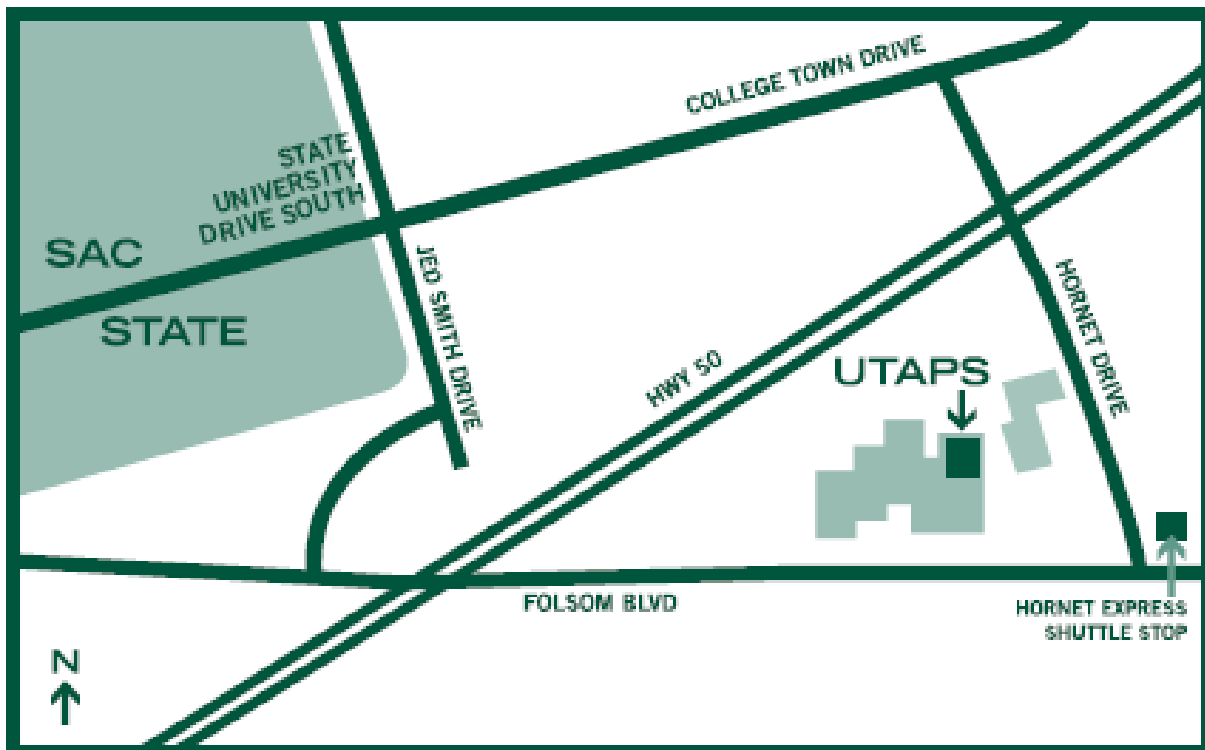 COLLEGE TOWN DRIVE
STATE
UNIVERSITY
DRIVE SOUTH
SAC
STATE
JED SMITH DRIVE
HORNET DRIVE
HWY 50
UTAPS
FOLSOM BLVD
HORNET EXPRESS
SHUTTLE STOP
N